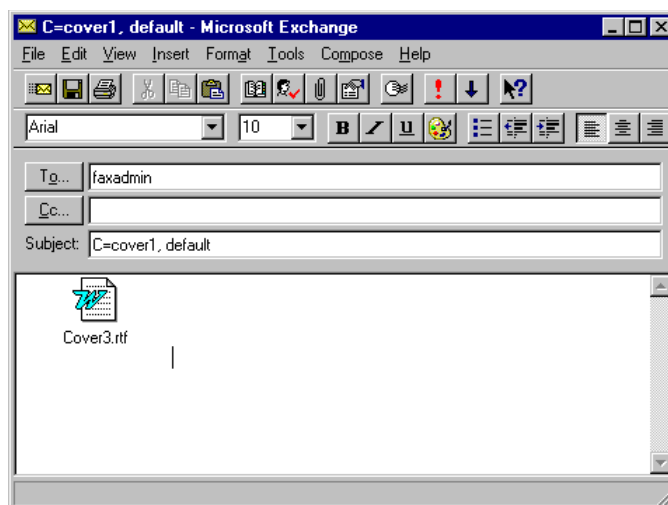 C=cover1, default - Microsoft Exchange
File Edit View Insert Format Tools Compose Help
Arial 10 B I U
To... faxadmin
Cc...
Subject: C=cover1, default
Cover3.rtf